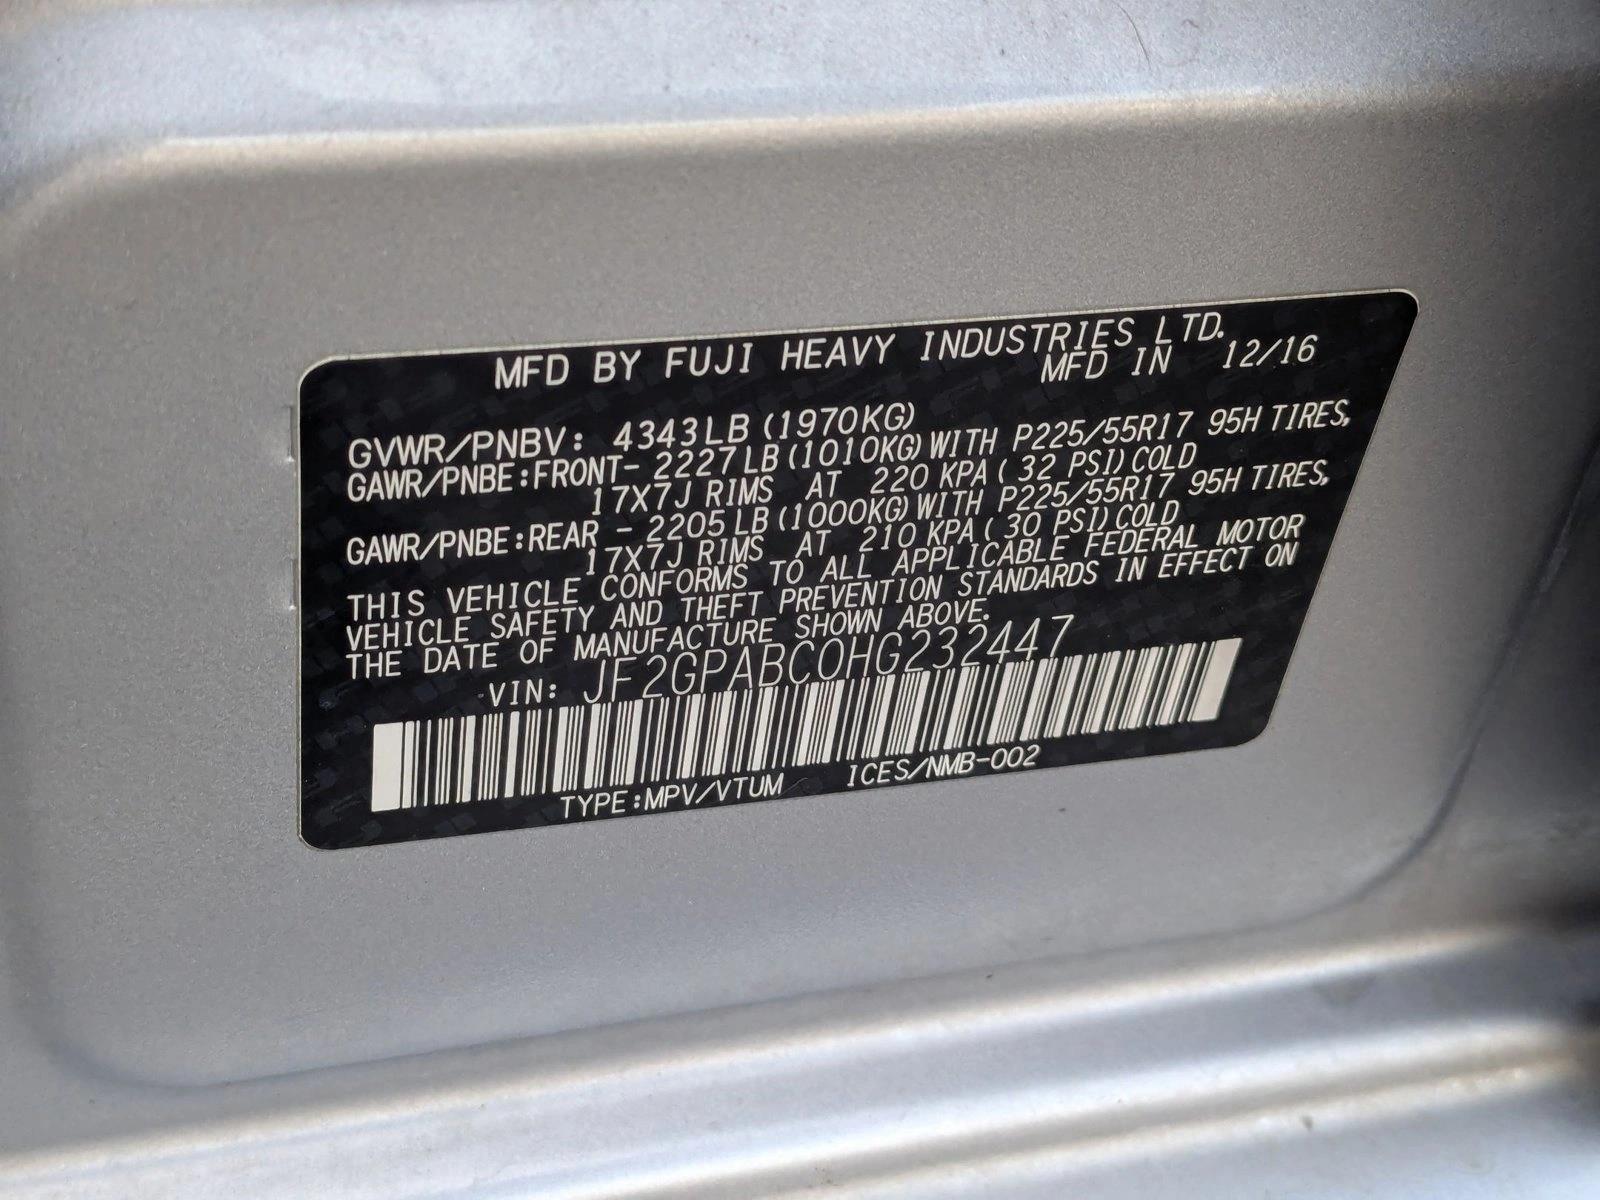 MFD BY FUJI HEAVY INDUSTRIES LTD.
MFD IN 12/16
GVWR/PNBV: 4343LB (1970KG)
GAWR/PNBE:FRONT- 2227LB (1010KG) WITH P225/55R17 95H TIRES,
17X7J RIMS AT 220 KPA ( 32 PSI) COLD
GAWR/PNBE:REAR - 2205LB (1000KG) WITH P225/55R17 95H TIRES,
17X7J RIMS AT 210 KPA ( 30 PSI) COLD
THIS VEHICLE CONFORMS TO ALL APPLICABLE FEDERAL MOTOR
VEHICLE SAFETY AND THEFT PREVENTION STANDARDS IN EFFECT ON
THE DATE OF MANUFACTURE SHOWN ABOVE.
VIN: JF2GPABC0HG232447
TYPE:MPV/VTUM ICES/NMB-002